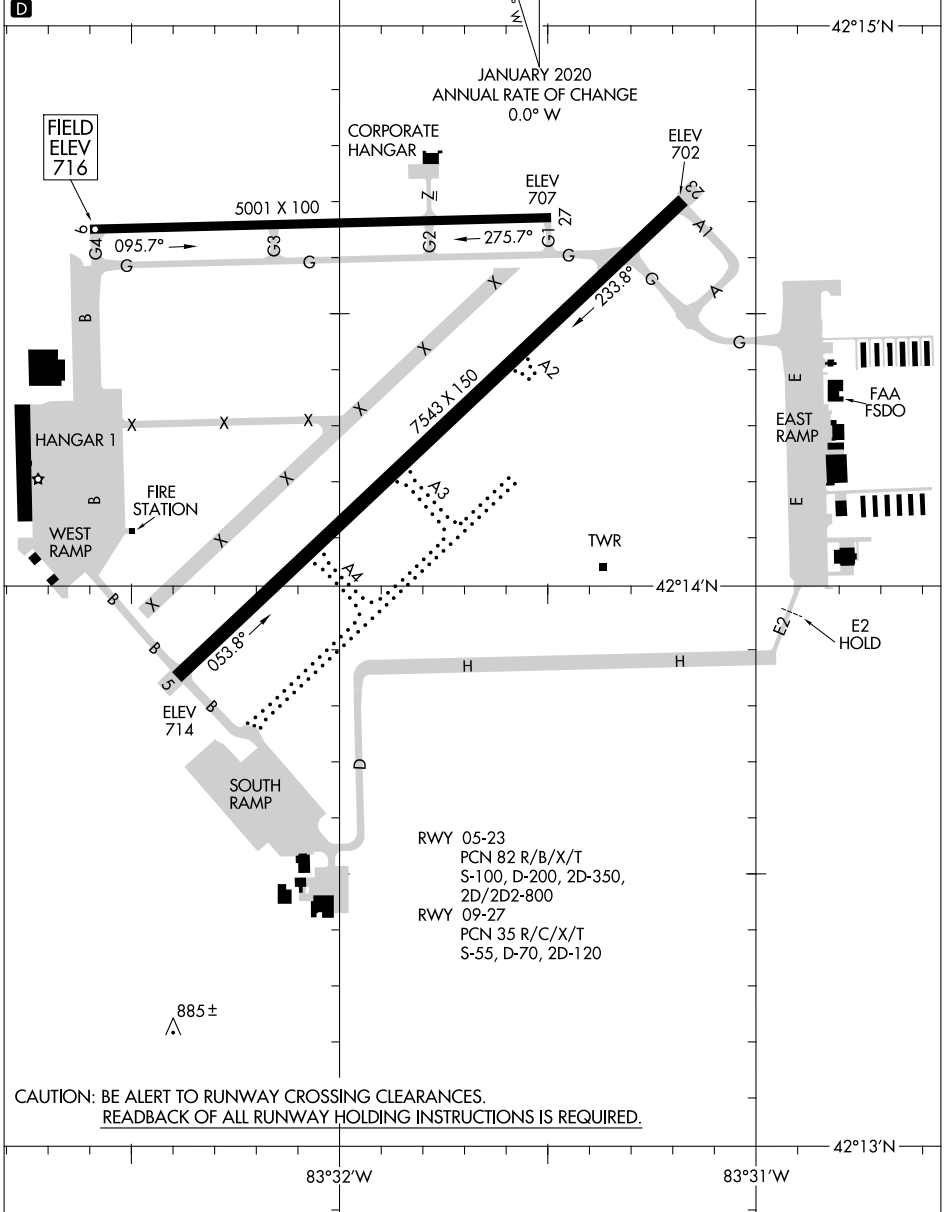 D
W
42°15'N
JANUARY 2020
ANNUAL RATE OF CHANGE
0.0° W
FIELD
ELEV
716
CORPORATE
HANGAR
ELEV
702
ELEV
707
Z
5001 X 100
9
27
23
G4
095.7°
G3
G2
275.7°
G1
A1
G
G
G
G
A
G
233.8°
X
B
X
A2
7543 X 150
X
E
FAA
FSDO
EAST
RAMP
X
X
X
HANGAR 1
X
A3
B
FIRE
STATION
E
X
WEST
RAMP
TWR
A4
42°14'N
B
X
E2
E2
HOLD
B
053.8°
H
H
5
B
ELEV
714
D
SOUTH
RAMP
RWY 05-23
PCN 82 R/B/X/T
S-100, D-200, 2D-350,
2D/2D2-800
RWY 09-27
PCN 35 R/C/X/T
S-55, D-70, 2D-120
885 ±
CAUTION: BE ALERT TO RUNWAY CROSSING CLEARANCES.
READBACK OF ALL RUNWAY HOLDING INSTRUCTIONS IS REQUIRED.
42°13'N
83°32'W
83°31'W